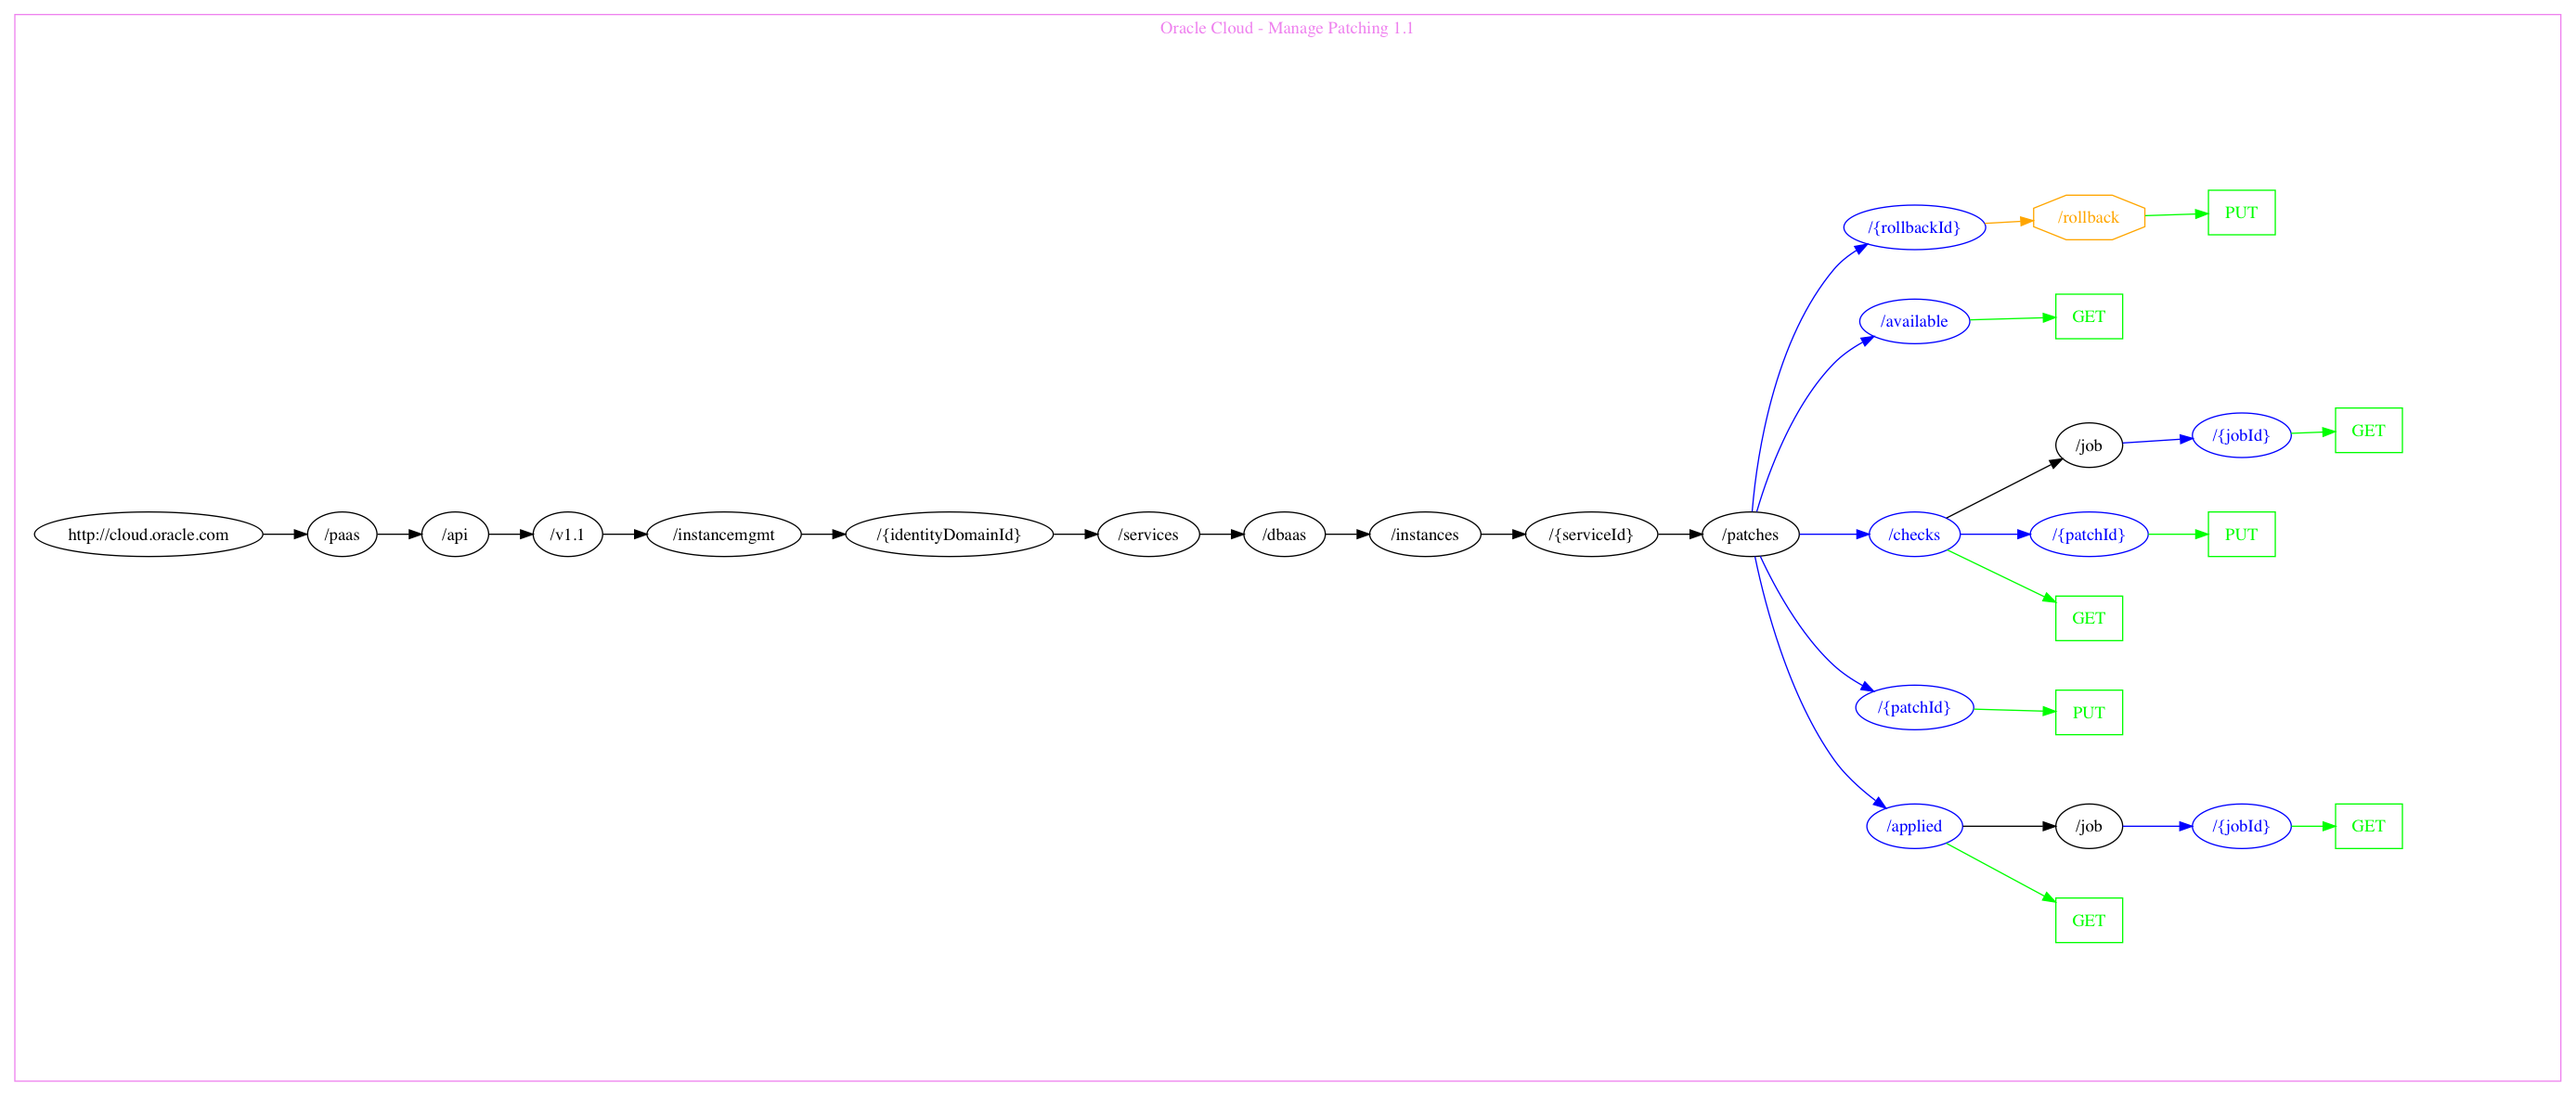 Oracle Cloud - Manage Patching 1.1
http://cloud.oracle.com
/paas
/api
/v1.1
/instancemgmt
/{identityDomainId}
/services
/dbaas
/instances
/{serviceId}
/patches
/{rollbackId}
/rollback
PUT
/available
GET
/checks
/job
/{jobId}
GET
/{patchId}
PUT
GET
/{patchId}
PUT
/applied
/job
/{jobId}
GET
GET